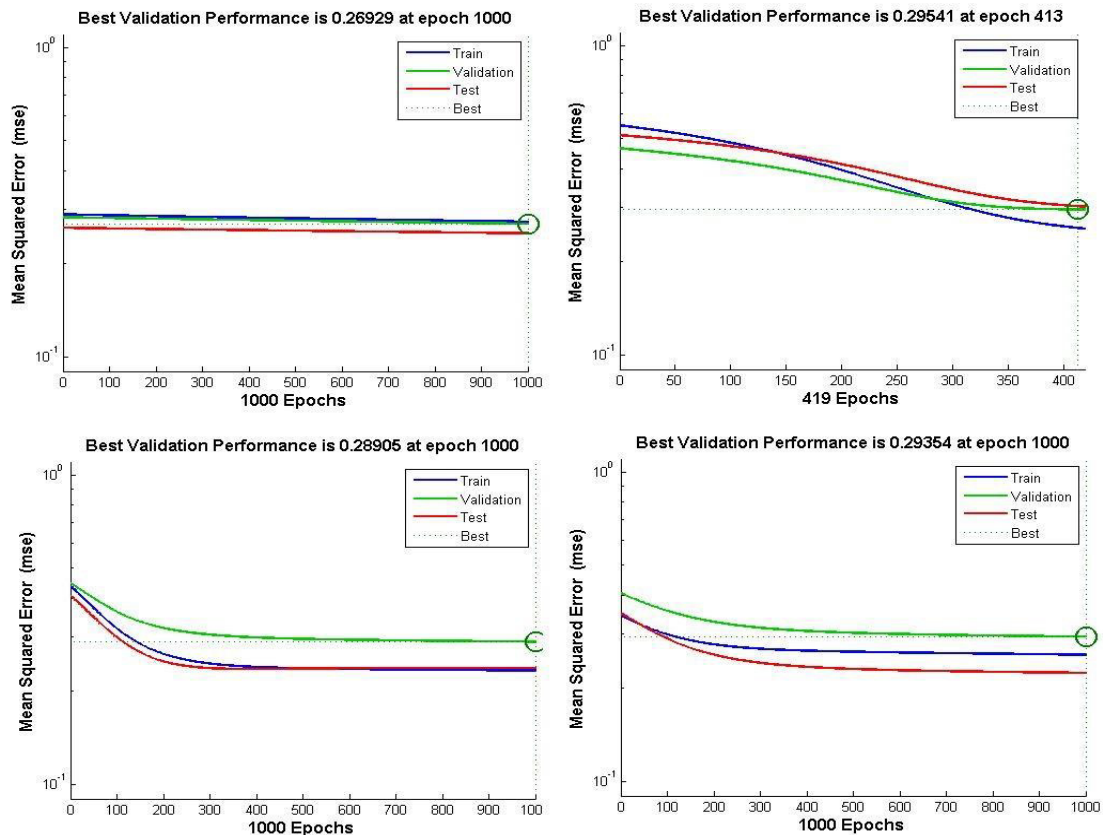 Best Validation Performance is 0.26929 at epoch 1000
10^0
Train
Validation
Test
Best
Mean Squared Error (mse)
10^-1
0 100 200 300 400 500 600 700 800 900 1000
1000 Epochs
Best Validation Performance is 0.29541 at epoch 413
10^0
Train
Validation
Test
Best
Mean Squared Error (mse)
10^-1
0 50 100 150 200 250 300 350 400
419 Epochs
Best Validation Performance is 0.28905 at epoch 1000
10^0
Train
Validation
Test
Best
Mean Squared Error (mse)
10^-1
0 100 200 300 400 500 600 700 800 900 1000
1000 Epochs
Best Validation Performance is 0.29354 at epoch 1000
10^0
Train
Validation
Test
Best
Mean Squared Error (mse)
10^-1
0 100 200 300 400 500 600 700 800 900 1000
1000 Epochs